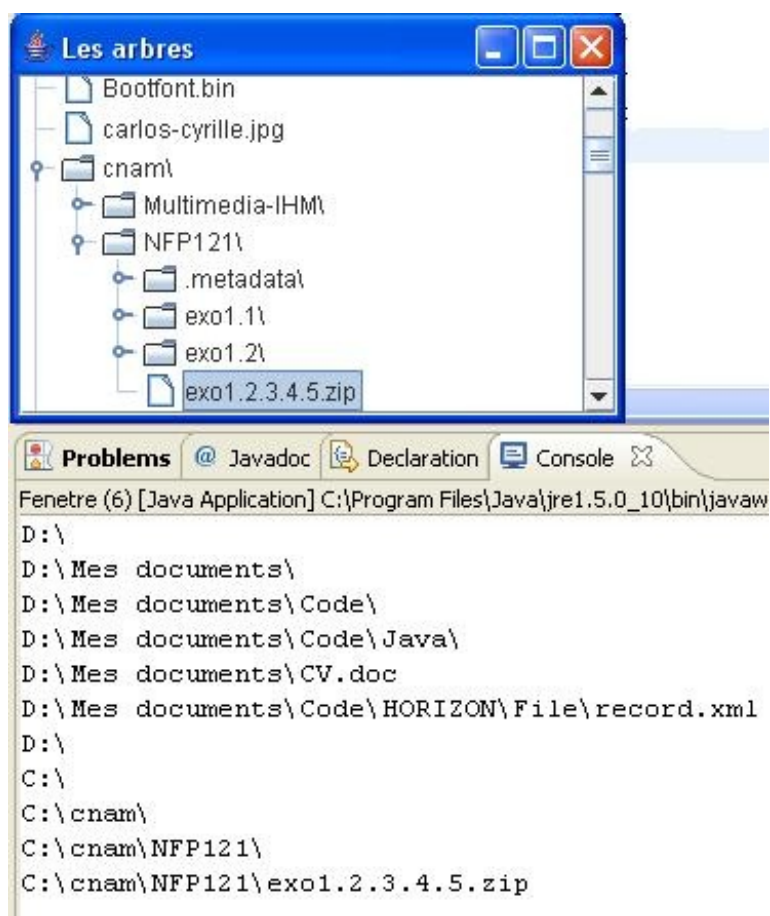 Les arbres
Bootfont.bin
carlos-cyrille.jpg
cnam\
Multimedia-IHM\
NFP121\
.metadata\
exo1.1\
exo1.2\
exo1.2.3.4.5.zip
Problems @ Javadoc Declaration Console
Fenetre (6) [Java Application] C:\Program Files\Java\jre1.5.0_10\bin\javaw
D:\
D:\Mes documents\
D:\Mes documents\Code\
D:\Mes documents\Code\Java\
D:\Mes documents\CV.doc
D:\Mes documents\Code\HORIZON\File\record.xml
D:\
C:\
C:\cnam\
C:\cnam\NFP121\
C:\cnam\NFP121\exo1.2.3.4.5.zip